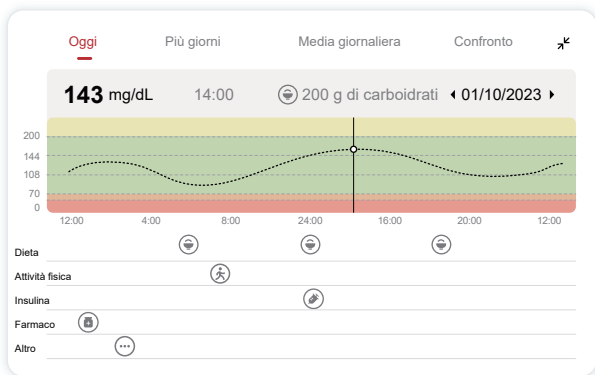 Oggi Più giorni Media giornaliera Confronto
143 mg/dL 14:00 200 g di carboidrati 01/10/2023
200
144
108
70
0
12:00 4:00 8:00 24:00 16:00 20:00 12:00
Dieta
Attività fisica
Insulina
Farmaco
Altro